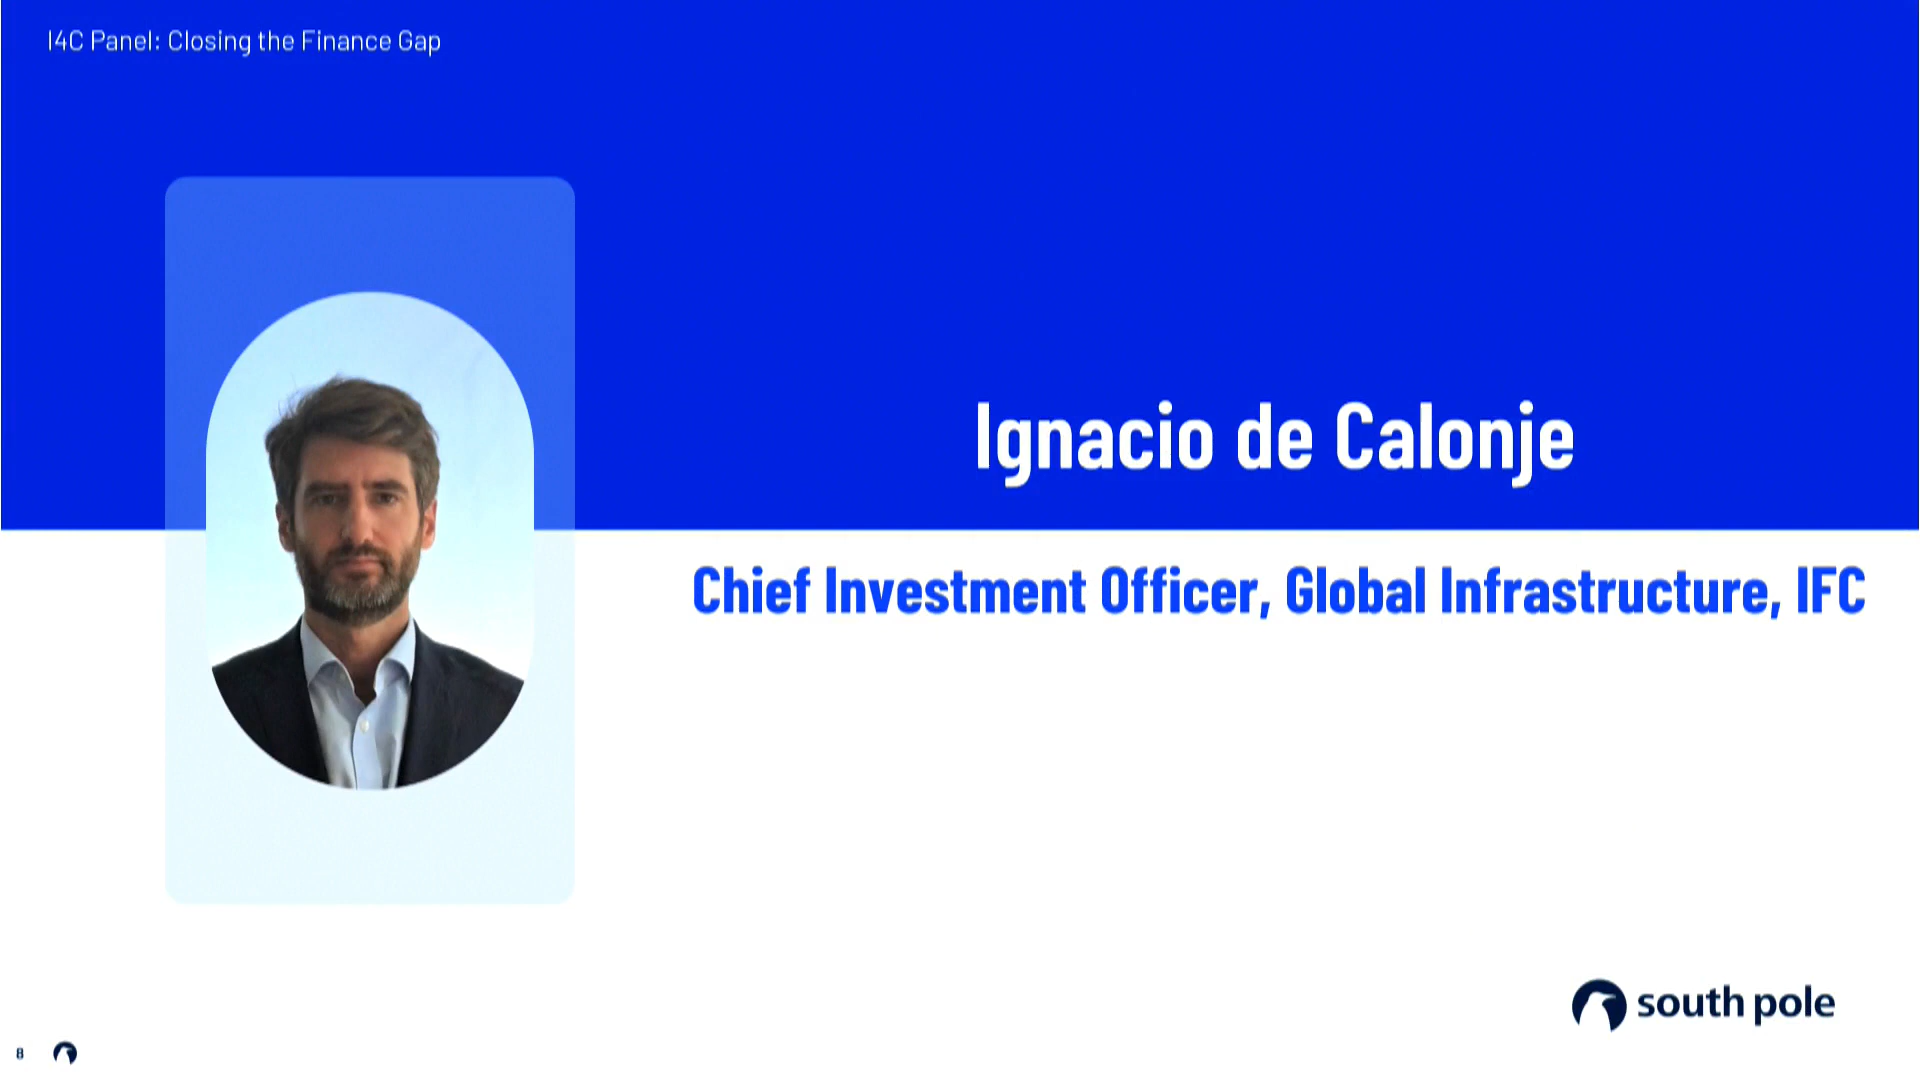 I4C Panel: Closing the Finance Gap
Ignacio de Calonje
Chief Investment Officer, Global Infrastructure, IFC
south pole
8